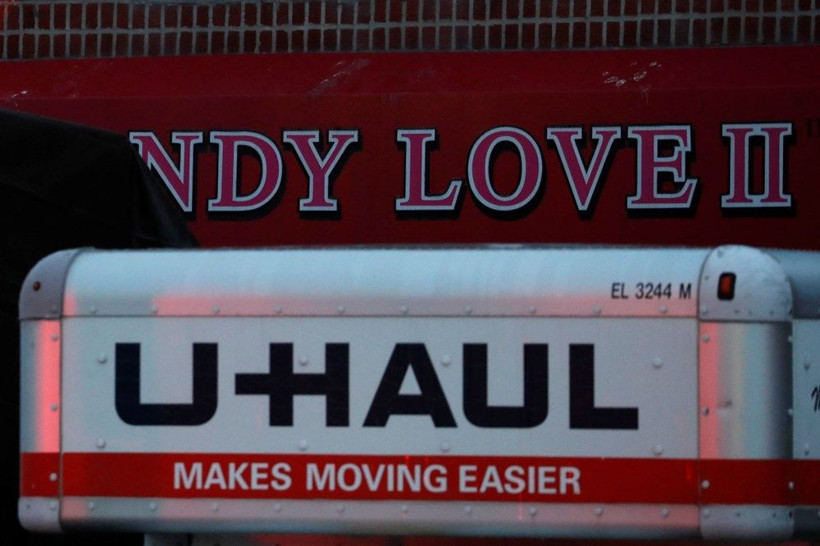 NDY LOVE II
EL 3244 M
U-HAUL
MAKES MOVING EASIER